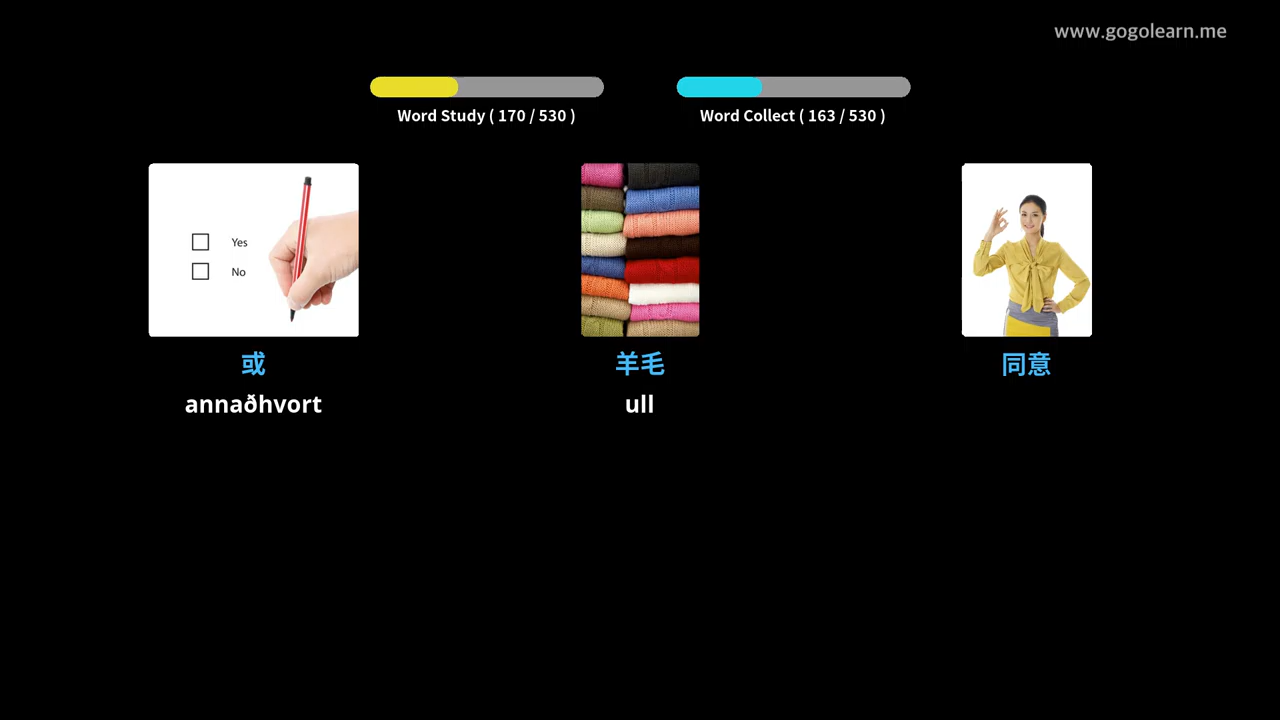 www.gogolearn.me
Word Study ( 170 / 530 )
Word Collect ( 163 / 530 )
Yes
No
或
羊毛
同意
annaðhvort
ull